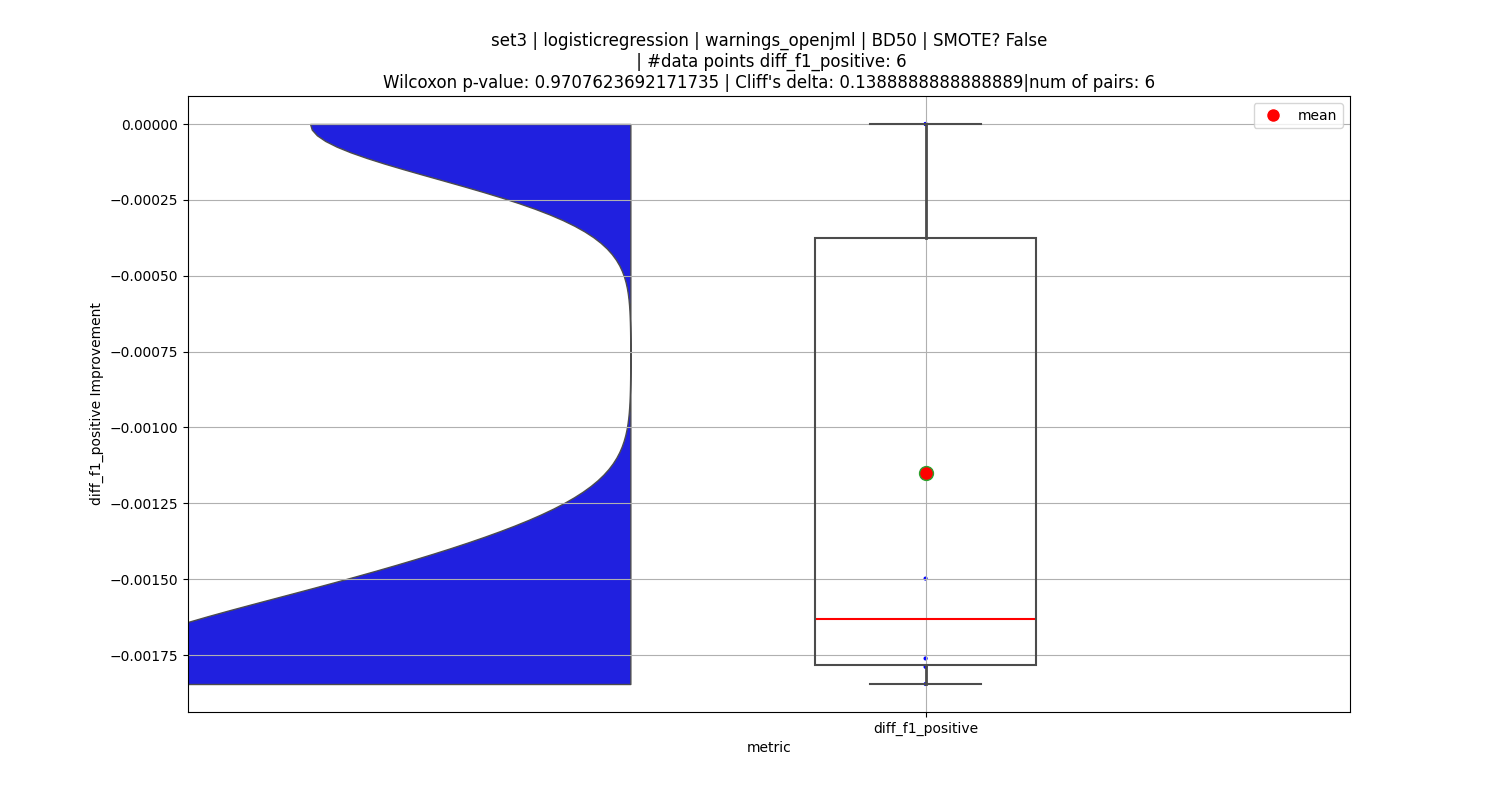 set3 | logisticregression | warnings_openjml | BD50 | SMOTE? False
| #data points diff_f1_positive: 6
Wilcoxon p-value: 0.9707623692171735 | Cliff's delta: 0.1388888888888889|num of pairs: 6
mean
0.00000
−0.00025
−0.00050
−0.00075
−0.00100
−0.00125
−0.00150
−0.00175
diff_f1_positive Improvement
diff_f1_positive
metric